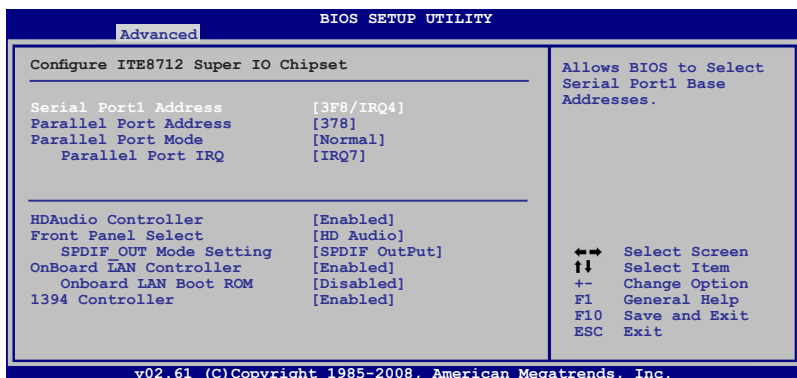 BIOS SETUP UTILITY
Advanced
Configure ITE8712 Super IO Chipset
Serial Port1 Address [3F8/IRQ4]
Parallel Port Address [378]
Parallel Port Mode [Normal]
Parallel Port IRQ [IRQ7]
HDAudio Controller [Enabled]
Front Panel Select [HD Audio]
SPDIF_OUT Mode Setting [SPDIF OutPut]
OnBoard LAN Controller [Enabled]
Onboard LAN Boot ROM [Disabled]
1394 Controller [Enabled]
Allows BIOS to Select
Serial Port1 Base
Addresses.
←→ Select Screen
↑↓ Select Item
+- Change Option
F1 General Help
F10 Save and Exit
ESC Exit
v02.61 (C)Copyright 1985-2008, American Megatrends, Inc.